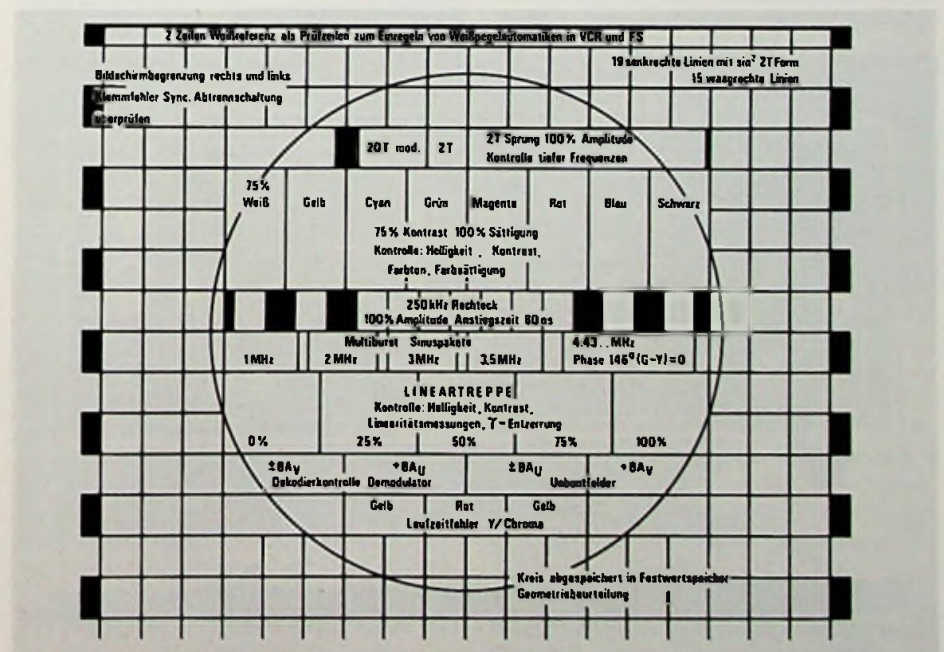 2 Zeilen Weißreferenz als Prüfzeilen zum Einregeln von Weißpegelautomatiken in VCR und FS
19 senkrechte Linien mit sin² 2T Form
15 waagrechte Linien
Bildschirmbegrenzung rechts und links
Klemmfehler Sync. Abtrennschaltung
überprüfen
20T mod. 2T
2T Sprung 100% Amplitude
Kontrolle tiefer Frequenzen
75%
Weiß Gelb Cyan Grün Magenta Rot Blau Schwarz
75% Kontrast 100% Sättigung
Kontrolle: Helligkeit, Kontrast,
Farbton, Farbsättigung
250kHz Rechteck
100% Amplitude Anstiegszeit 80ns
Multiburst Sinuspakete
1MHz 2MHz 3MHz 3,5MHz
4.43..MHz
Phase 146° (G-Y)=0
LINEARTREPPE
Kontrolle: Helligkeit, Kontrast,
Linearitätsmessungen, γ-Entzerrung
0% 25% 50% 75% 100%
±BAV +BAU ±BAU +BAV
Dekodierkontrolle Demodulator Unbuntfelder
Gelb Rot Gelb
Laufzeitfehler Y/Chroma
Kreis abgespeichert in Festwertspeicher
Geometriebeurteilung